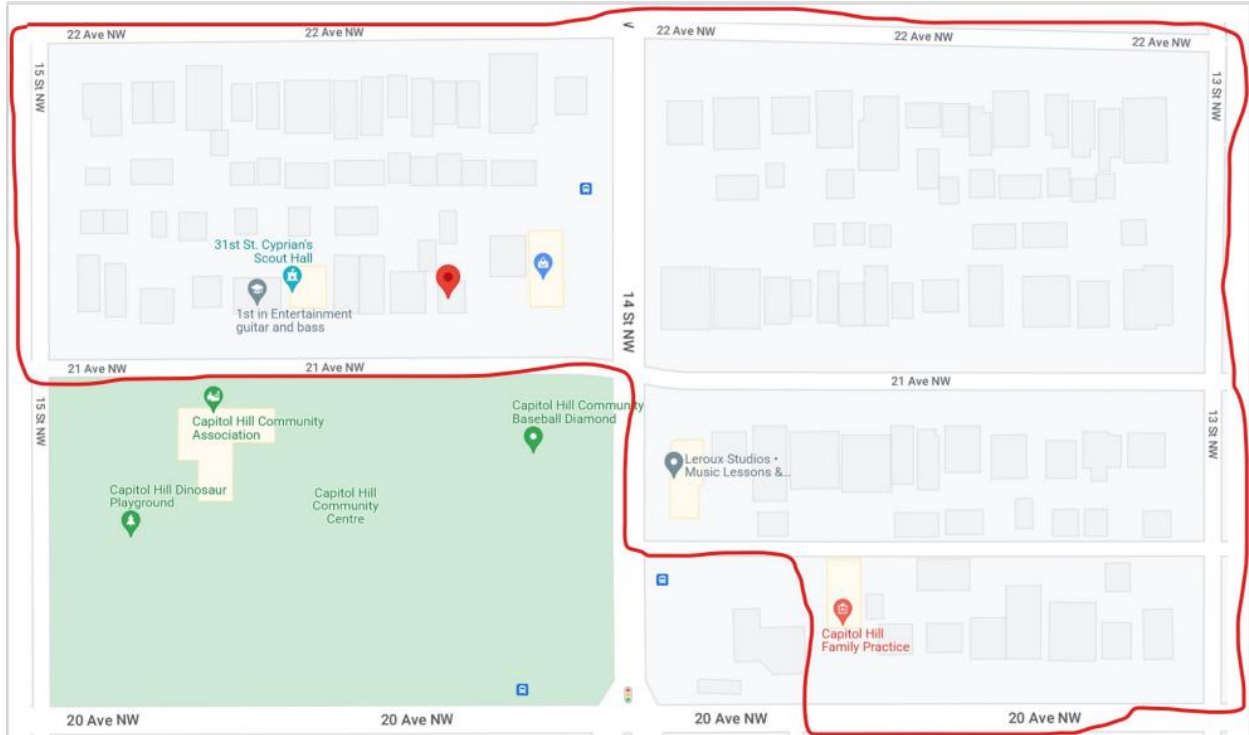 22 Ave NW
22 Ave NW
22 Ave NW
22 Ave NW
22 Ave NW
15 St NW
13 St NW
31st St. Cyprian's
Scout Hall
1st in Entertainment
guitar and bass
14 St NW
21 Ave NW
21 Ave NW
21 Ave NW
15 St NW
Capitol Hill Community
Association
Capitol Hill Community
Baseball Diamond
13 St NW
Leroux Studios •
Music Lessons &...
Capitol Hill Dinosaur
Playground
Capitol Hill
Community
Centre
Capitol Hill
Family Practice
20 Ave NW
20 Ave NW
20 Ave NW
20 Ave NW